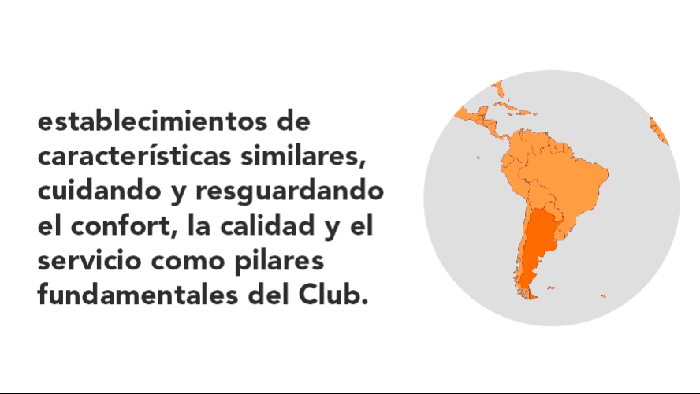 establecimientos de
características similares,
cuidando y resguardando
el confort, la calidad y el
servicio como pilares
fundamentales del Club.